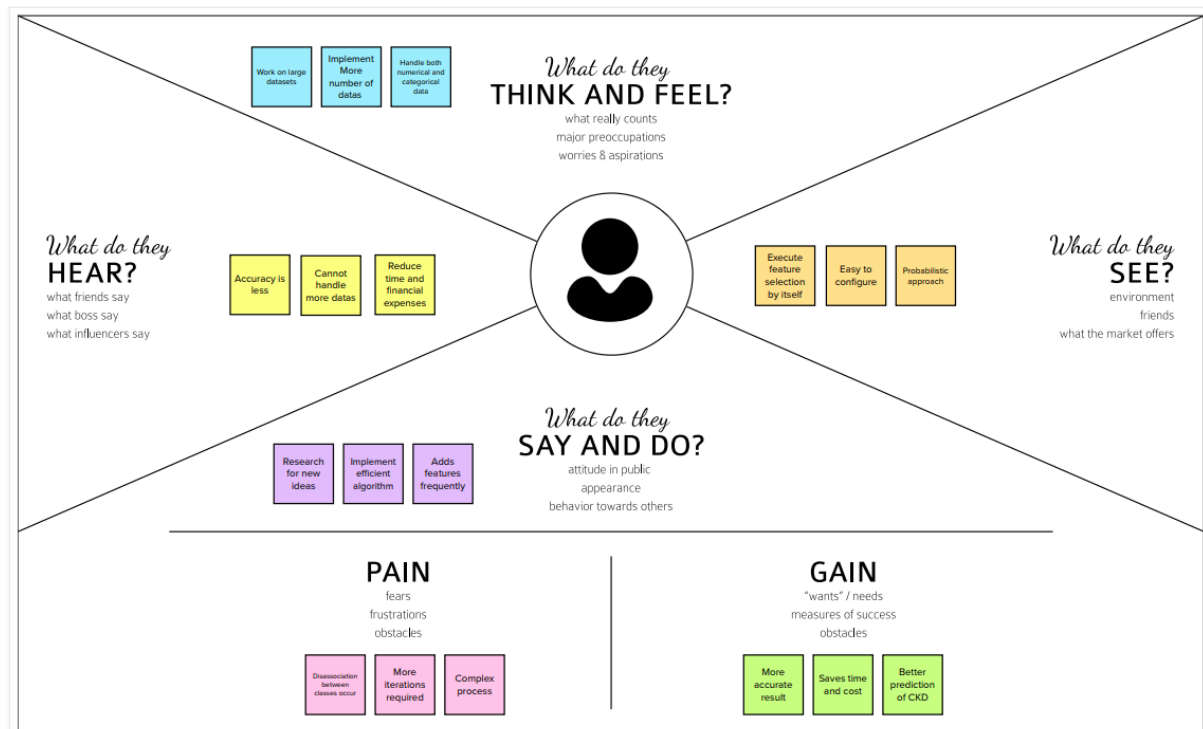 What do they
THINK AND FEEL?
what really counts
major preoccupations
worries & aspirations
Work on large
datasets
Implement
More
number of
datas
Handle both
numerical and
categorical
data
What do they
HEAR?
what friends say
what boss say
what influencers say
Accuracy is
less
Cannot
handle
more datas
Reduce
time and
financial
expenses
Execute
feature
selection
by itself
Easy to
configure
Probabilistic
approach
What do they
SEE?
environment
friends
what the market offers
What do they
SAY AND DO?
attitude in public
appearance
behavior towards others
Research
for new
ideas
Implement
efficient
algorithm
Adds
features
frequently
PAIN
fears
frustrations
obstacles
Disassociation
between
classes occur
More
iterations
required
Complex
process
GAIN
"wants" / needs
measures of success
obstacles
More
accurate
result
Saves time
and cost
Better
prediction
of CKD